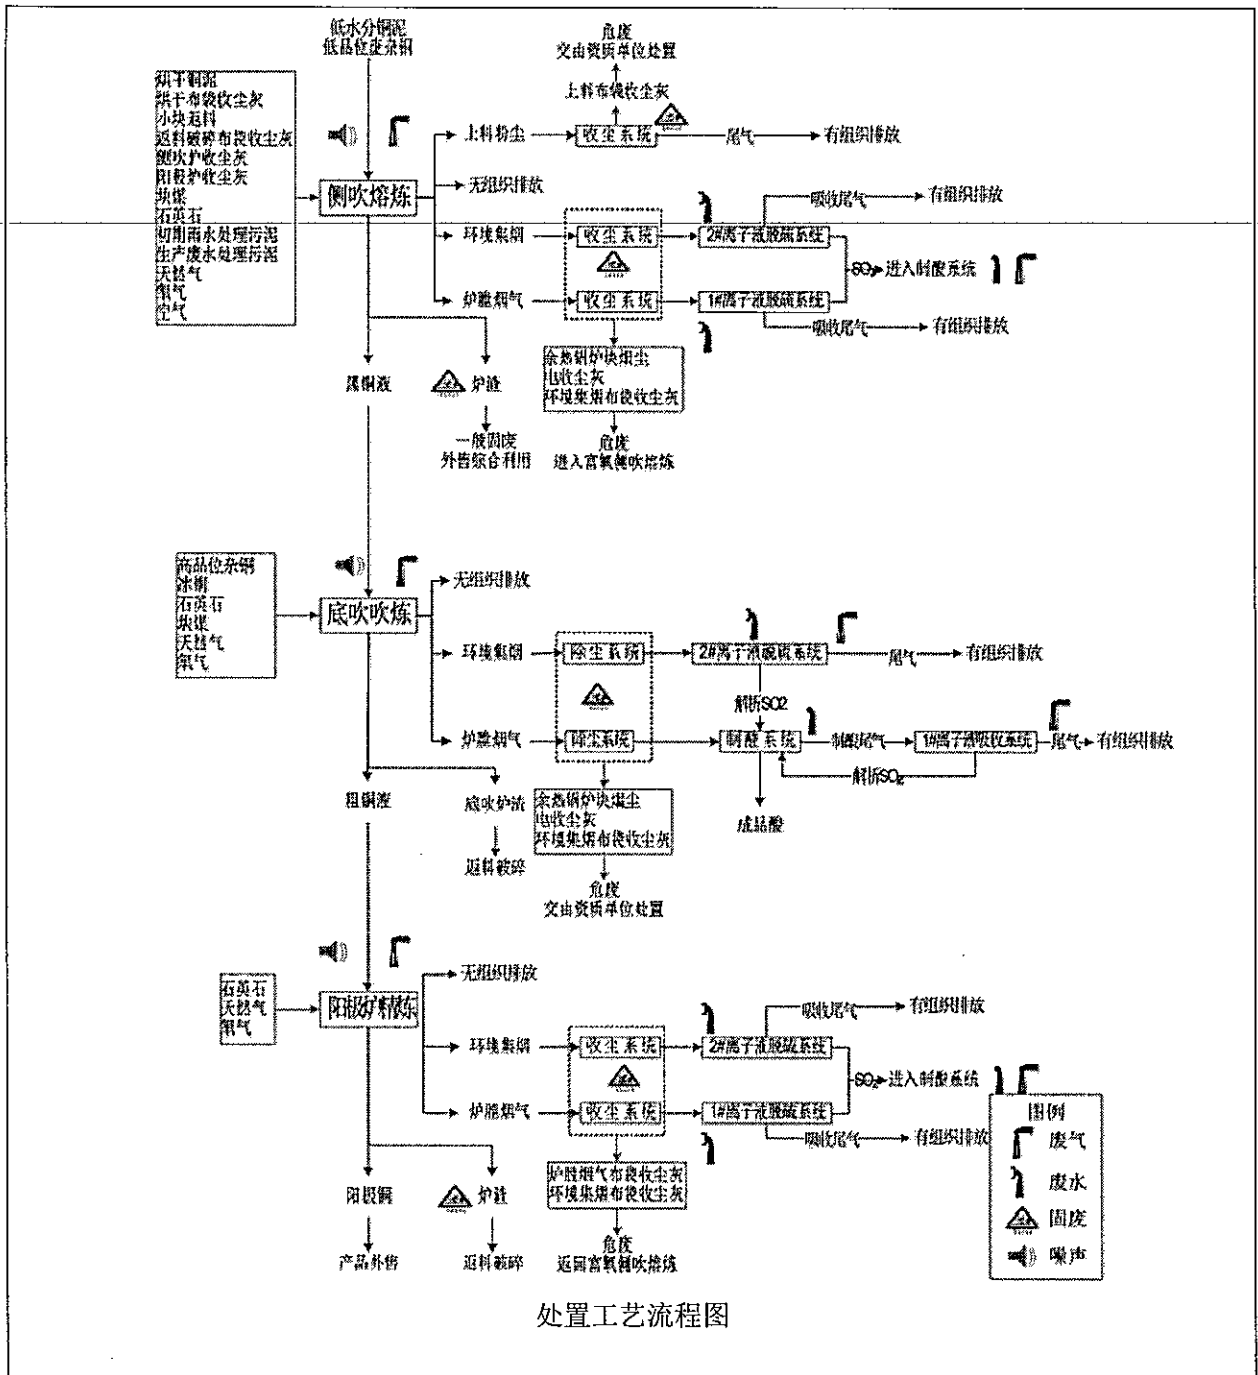 低水分铜泥
低品位废杂铜
烘干铜泥
烘干布袋收尘灰
小块返料
返料破碎布袋收尘灰
侧吹炉收尘灰
阳极炉收尘灰
块煤
石英石
初期雨水处理污泥
生产废水处理污泥
天然气
氧气
空气
侧吹熔炼
危废
交由资质单位处置
上料布袋收尘灰
上料粉尘
收尘系统
尾气
有组织排放
无组织排放
环境集烟
收尘系统
2#离子液脱硫系统
吸收尾气
有组织排放
SO₂
进入制酸系统
炉膛烟气
收尘系统
1#离子液脱硫系统
吸收尾气
有组织排放
余热锅炉块烟尘
电收尘灰
环境集烟布袋收尘灰
危废
进入富氧侧吹熔炼
黑铜液
炉渣
一般固废
外售综合利用
高品位杂铜
冰铜
石英石
块煤
天然气
氧气
底吹吹炼
无组织排放
环境集烟
除尘系统
2#离子液脱硫系统
尾气
有组织排放
解析SO2
炉膛烟气
除尘系统
制酸系统
制酸尾气
1#离子液吸收系统
尾气
有组织排放
解析SO₂
成品酸
余热锅炉块烟尘
电收尘灰
环境集烟布袋收尘灰
危废
交由资质单位处置
粗铜液
底吹炉渣
返料破碎
石英石
天然气
氧气
阳极炉精炼
无组织排放
环境集烟
收尘系统
2#离子液脱硫系统
吸收尾气
有组织排放
SO₂
进入制酸系统
炉膛烟气
收尘系统
1#离子液脱硫系统
吸收尾气
有组织排放
炉膛烟气布袋收尘灰
环境集烟布袋收尘灰
危废
返回富氧侧吹熔炼
阳极铜
产品外售
炉渣
返料破碎
图例
废气
废水
固废
噪声
处置工艺流程图